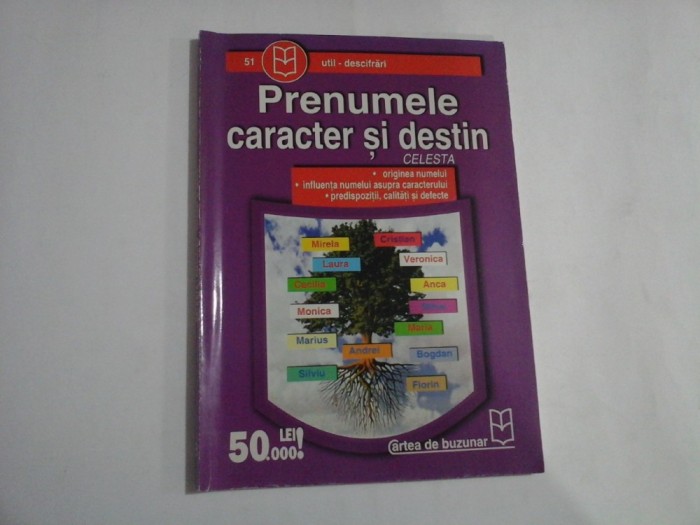 51
util - descifrări
Prenumele
caracter și destin
CELESTA
• originea numelui
• influența numelui asupra caracterului
• predispoziții, calități și defecte
Mirela
Cristian
Laura
Veronica
Cecilia
Anca
Monica
Maria
Marius
Andrei
Bogdan
Silviu
Florin
50.000!
LEI
Cartea de buzunar